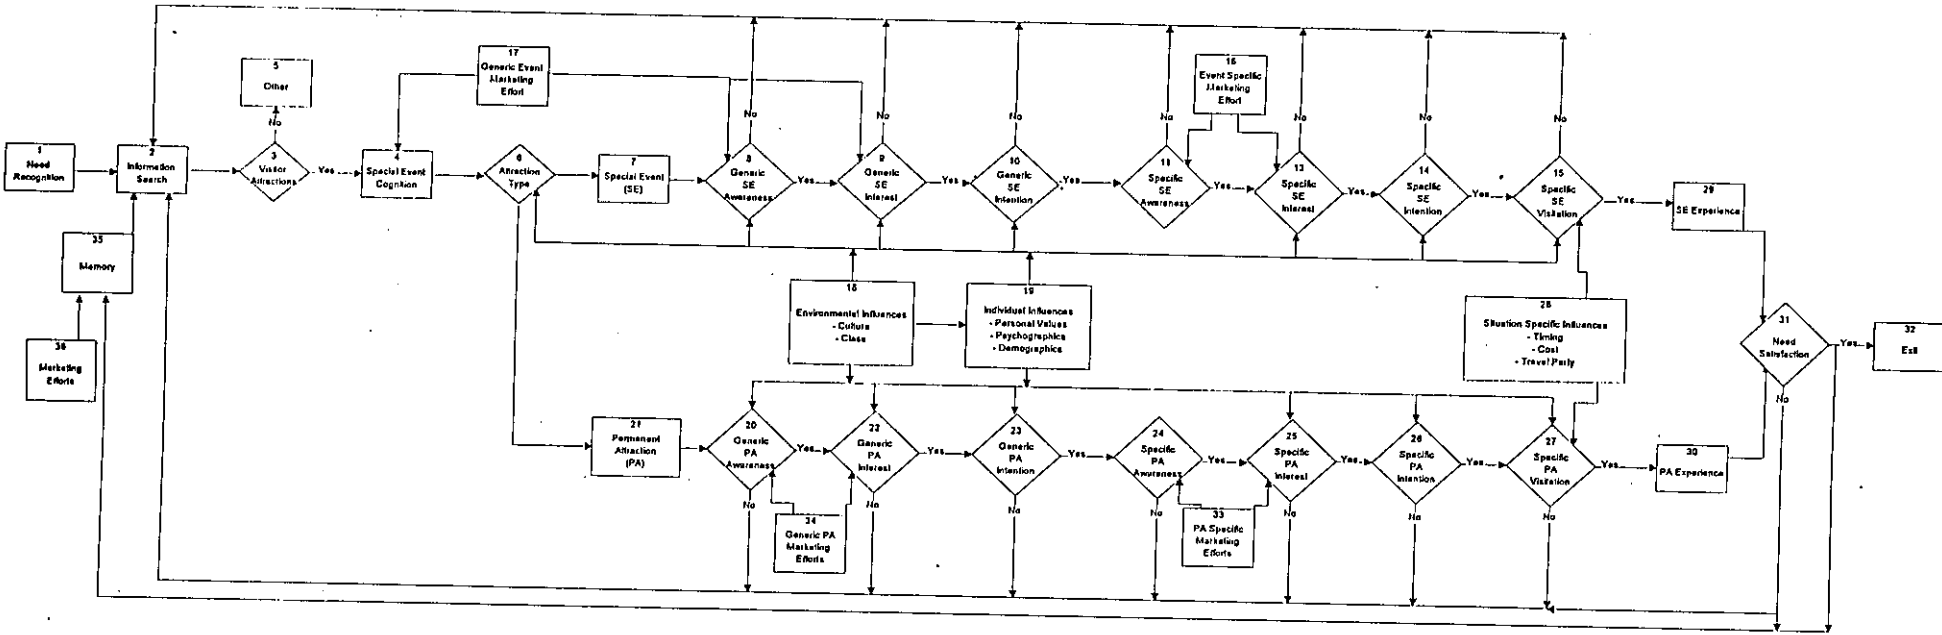 17
Generic Event
Marketing
Effort
5
Other
16
Event Specific
Marketing
Effort
No
No
No
No
No
No
No
No
1
Need
Recognition
2
Information
Search
3
Visitor
Attractions
Yes
4
Special Event
Cognition
6
Attraction
Type
7
Special Event
(SE)
8
Generic
SE
Awareness
Yes
9
Generic
SE
Interest
Yes
10
Generic
SE
Intention
Yes
11
Specific
SE
Awareness
Yes
13
Specific
SE
Interest
Yes
14
Specific
SE
Intention
Yes
15
Specific
SE
Visitation
Yes
29
SE Experience
35
Memory
36
Marketing
Efforts
18
Environmental Influences
- Culture
- Class
19
Individual Influences
- Personal Values
- Psychographics
- Demographics
28
Situation Specific Influences
- Timing
- Cost
- Travel Party
31
Need
Satisfaction
Yes
No
32
Exit
21
Permanent
Attraction
(PA)
20
Generic
PA
Awareness
Yes
22
Generic
PA
Interest
Yes
23
Generic
PA
Intention
Yes
24
Specific
PA
Awareness
Yes
25
Specific
PA
Interest
Yes
26
Specific
PA
Intention
Yes
27
Specific
PA
Visitation
Yes
30
PA Experience
No
No
No
No
No
No
No
34
Generic PA
Marketing
Efforts
33
PA Specific
Marketing
Efforts